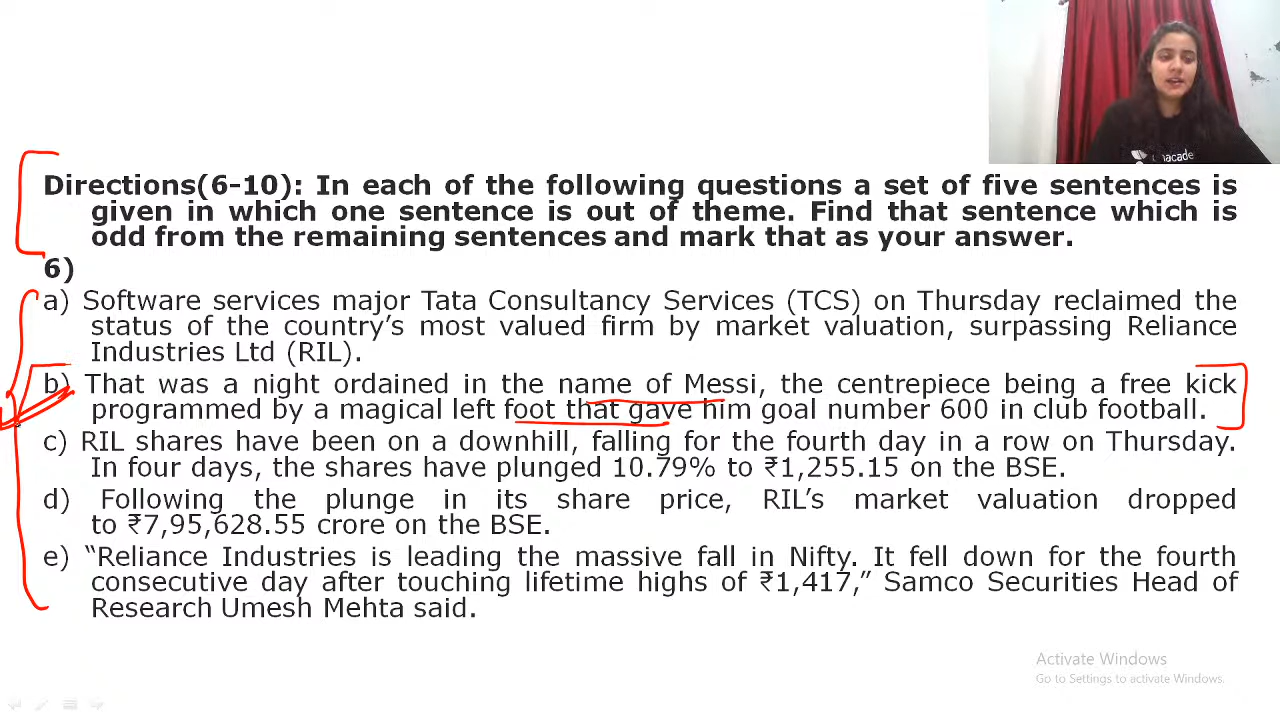 acade
Directions(6-10): In each of the following questions a set of five sentences is
given in which one sentence is out of theme. Find that sentence which is
odd from the remaining sentences and mark that as your answer.
6)
a) Software services major Tata Consultancy Services (TCS) on Thursday reclaimed the
status of the country’s most valued firm by market valuation, surpassing Reliance
Industries Ltd (RIL).
b) That was a night ordained in the name of Messi, the centrepiece being a free kick
programmed by a magical left foot that gave him goal number 600 in club football.
c) RIL shares have been on a downhill, falling for the fourth day in a row on Thursday.
In four days, the shares have plunged 10.79% to ₹1,255.15 on the BSE.
d) Following the plunge in its share price, RIL’s market valuation dropped
to ₹7,95,628.55 crore on the BSE.
e) “Reliance Industries is leading the massive fall in Nifty. It fell down for the fourth
consecutive day after touching lifetime highs of ₹1,417,” Samco Securities Head of
Research Umesh Mehta said.
Activate Windows
Go to Settings to activate Windows.